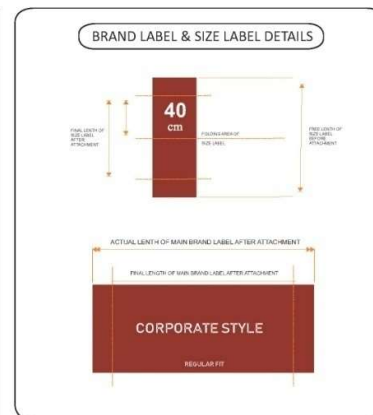 BRAND LABEL & SIZE LABEL DETAILS
40
cm
FINAL LENTH OF
SIZE LABEL
AFTER
ATTACHMENT
FOLDING AREA OF
SIZE LABEL
FREE LENGTH OF
SIZE LABEL
BEFORE
ATTACHMENT
ACTUAL LENTH OF MAIN BRAND LABEL AFTER ATTACHMENT
FINAL LENGTH OF MAIN BRAND LABEL AFTER ATTACHMENT
CORPORATE STYLE
REGULAR FIT